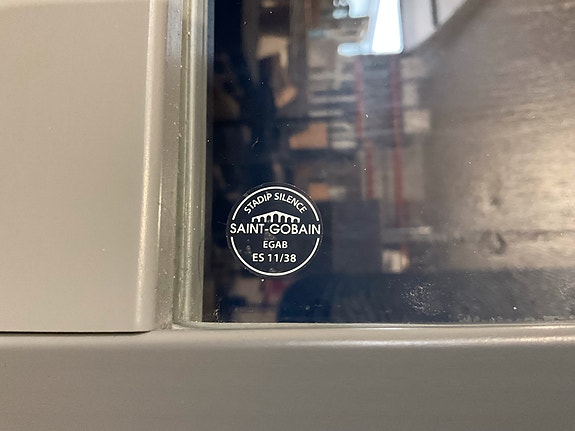 STADIP SILENCE
SAINT-GOBAIN
EGAB
ES 11/38